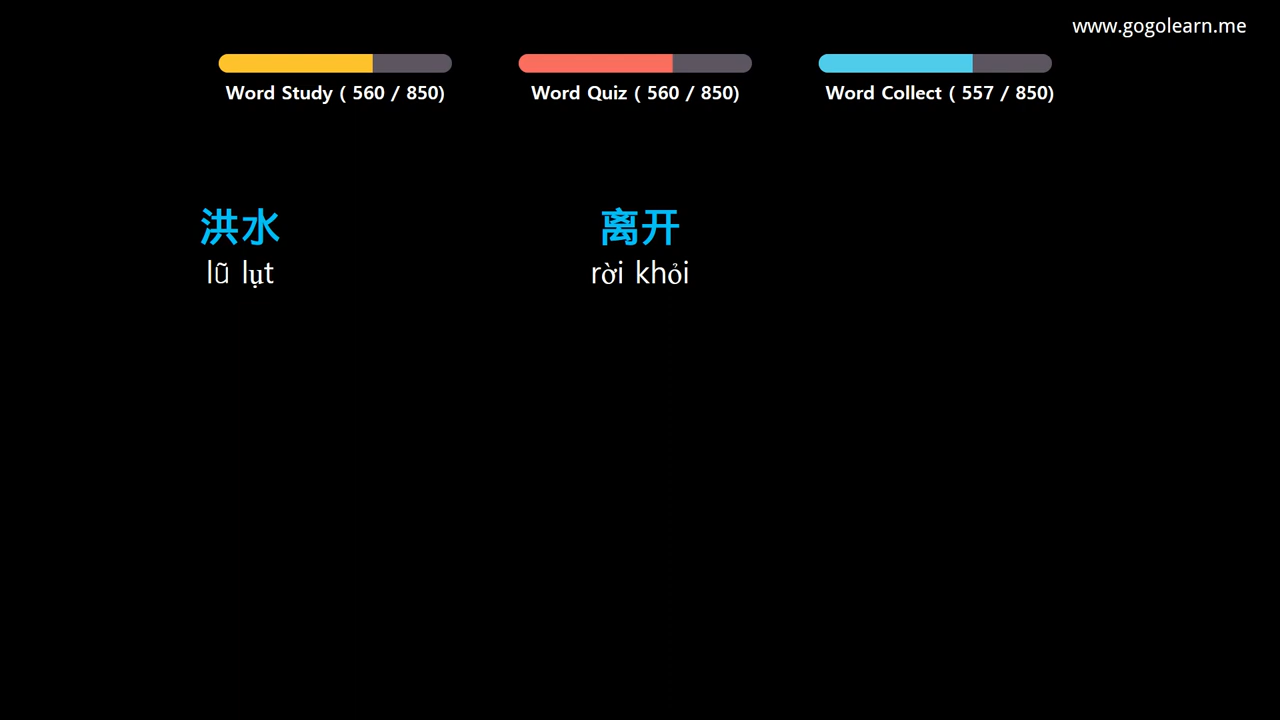 www.gogolearn.me
Word Study ( 560 / 850)
Word Quiz ( 560 / 850)
Word Collect ( 557 / 850)
洪水
lũ lụt
离开
rời khỏi